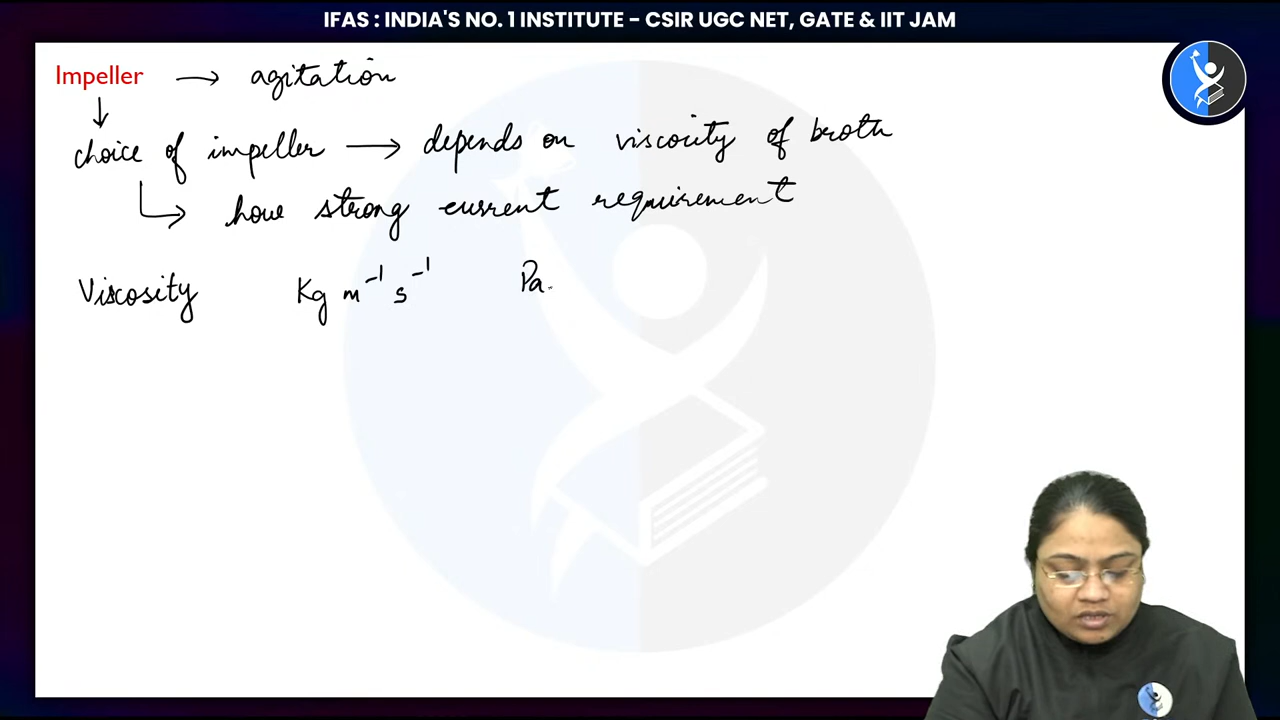 IFAS : INDIA'S NO. 1 INSTITUTE - CSIR UGC NET, GATE & IIT JAM
Impeller → agitation
↓
choice of impeller → depends on viscosity of broth
↳ how strong current requirement
Viscosity Kg m⁻¹ s⁻¹ Pa.